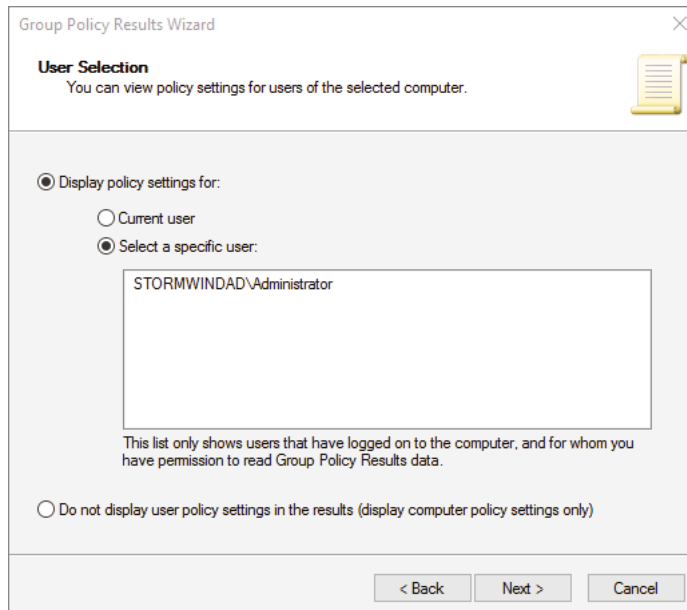 Group Policy Results Wizard
User Selection
You can view policy settings for users of the selected computer.
Display policy settings for:
Current user
Select a specific user:
STORMWINDAD\Administrator
This list only shows users that have logged on to the computer, and for whom you
have permission to read Group Policy Results data.
Do not display user policy settings in the results (display computer policy settings only)
< Back
Next >
Cancel